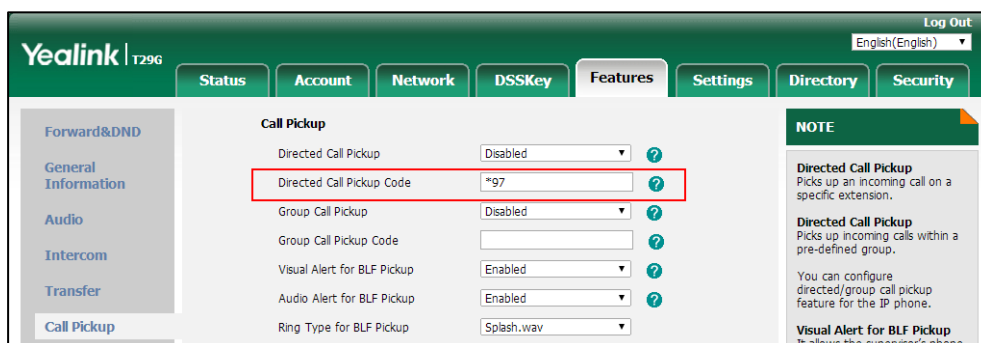 Log Out
English(English)
Yealink | T29G
Status Account Network DSSKey Features Settings Directory Security
Forward&DND
General
Information
Audio
Intercom
Transfer
Call Pickup
Call Pickup
Directed Call Pickup Disabled
Directed Call Pickup Code *97
Group Call Pickup Disabled
Group Call Pickup Code
Visual Alert for BLF Pickup Enabled
Audio Alert for BLF Pickup Enabled
Ring Type for BLF Pickup Splash.wav
NOTE
Directed Call Pickup
Picks up an incoming call on a
specific extension.
Directed Call Pickup
Picks up incoming calls within a
pre-defined group.
You can configure
directed/group call pickup
feature for the IP phone.
Visual Alert for BLF Pickup
It allows the supervisor's phone